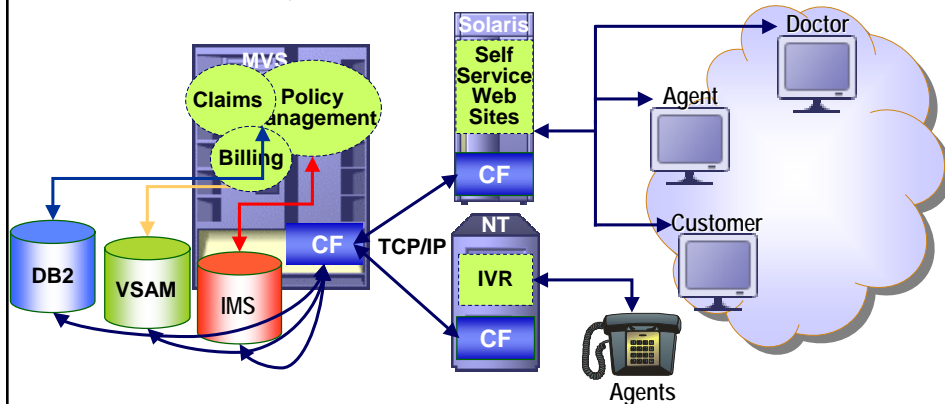 MVS
Claims
Policy
Management
Billing
DB2
VSAM
IMS
CF
TCP/IP
Solaris
Self
Service
Web
Sites
CF
NT
IVR
CF
Doctor
Agent
Customer
Agents